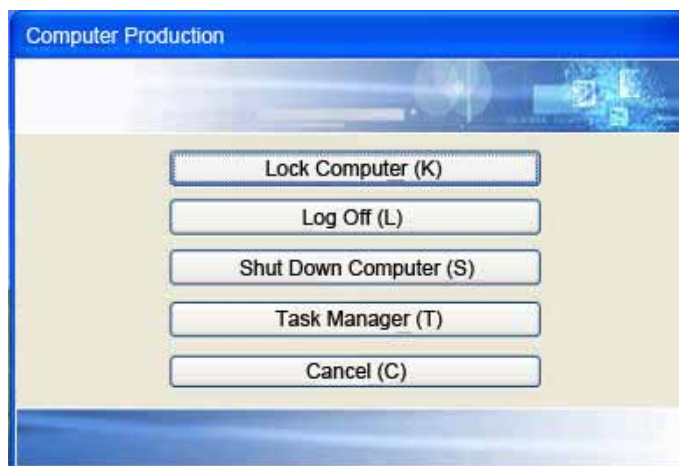 Computer Production
Lock Computer (K)
Log Off (L)
Shut Down Computer (S)
Task Manager (T)
Cancel (C)